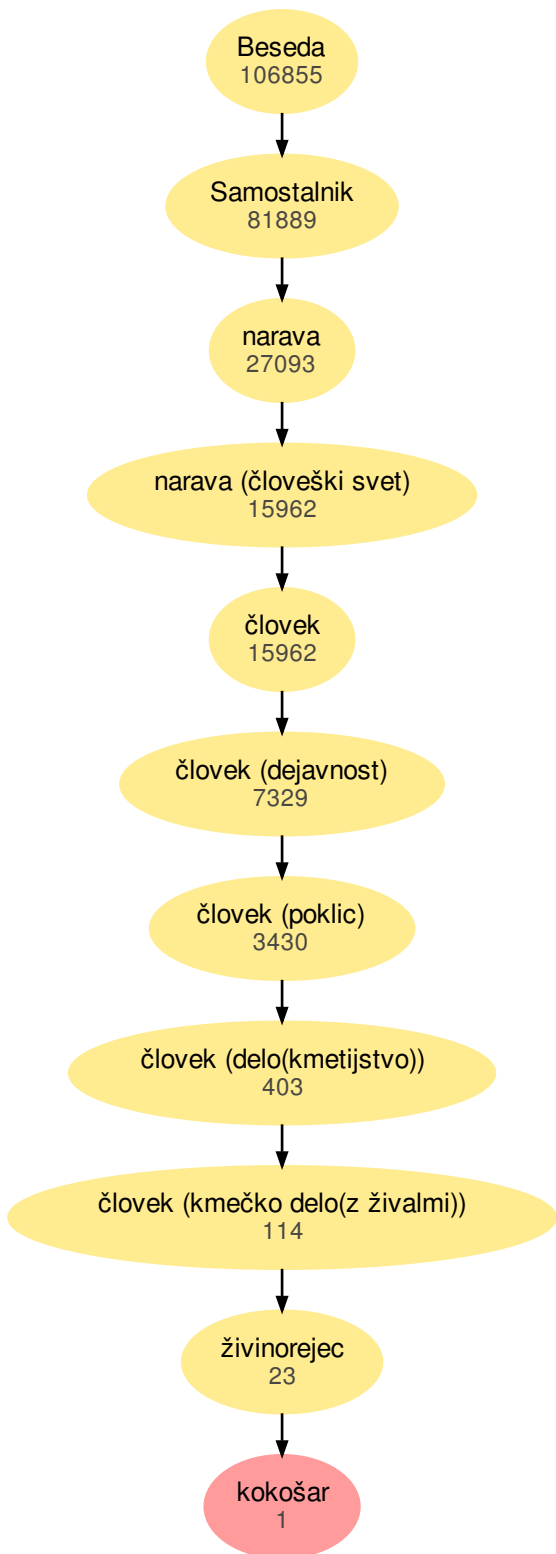 Beseda
106855
Samostalnik
81889
narava
27093
narava (človeški svet)
15962
človek
15962
človek (dejavnost)
7329
človek (poklic)
3430
človek (delo(kmetijstvo))
403
človek (kmečko delo(z živalmi))
114
živinorejec
23
kokošar
1